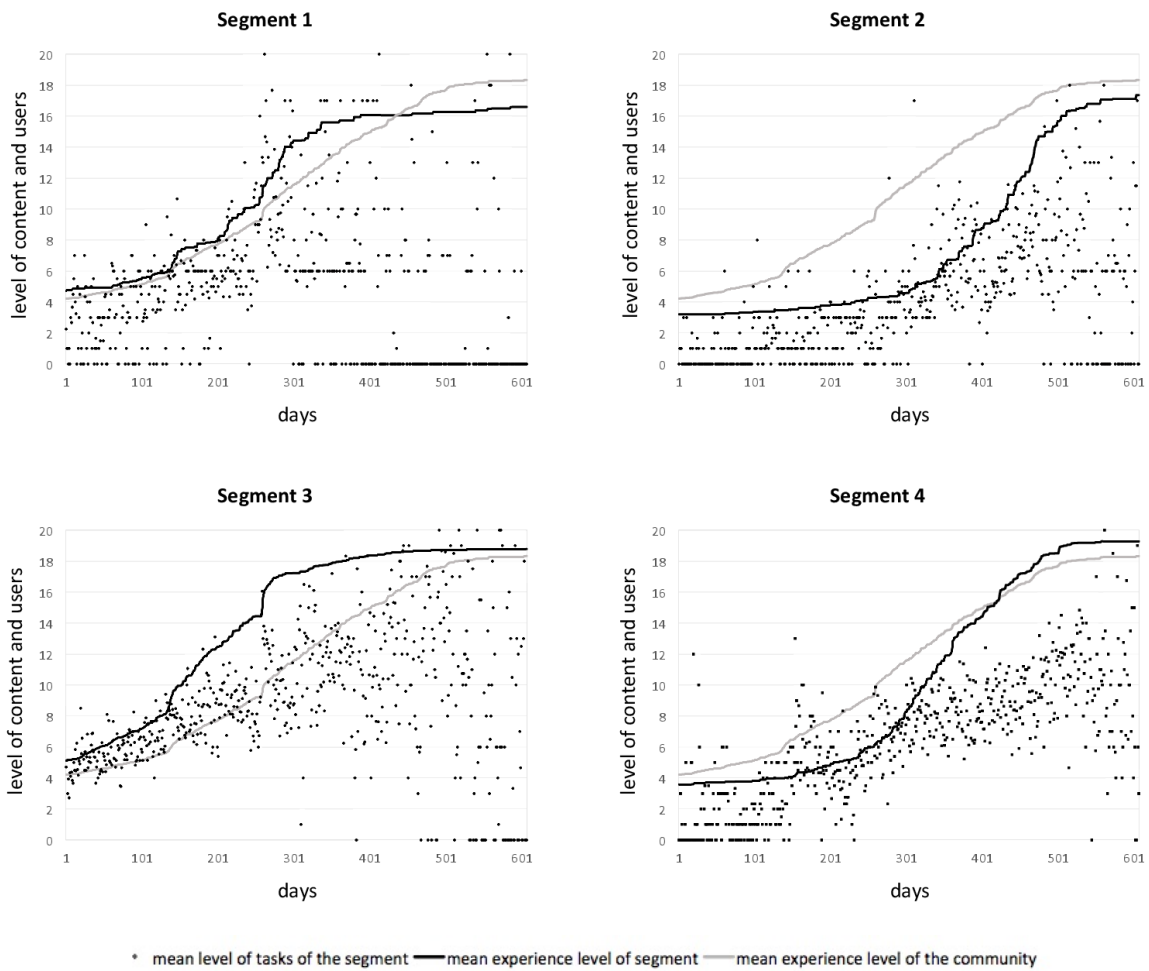 Segment 1
Segment 2
level of content and users
20
18
16
14
12
10
8
6
4
2
0
1 101 201 301 401 501 601
days
level of content and users
20
18
16
14
12
10
8
6
4
2
0
1 101 201 301 401 501 601
days
Segment 3
Segment 4
level of content and users
20
18
16
14
12
10
8
6
4
2
0
1 101 201 301 401 501 601
days
level of content and users
20
18
16
14
12
10
8
6
4
2
0
1 101 201 301 401 501 601
days
mean level of tasks of the segment mean experience level of segment mean experience level of the community